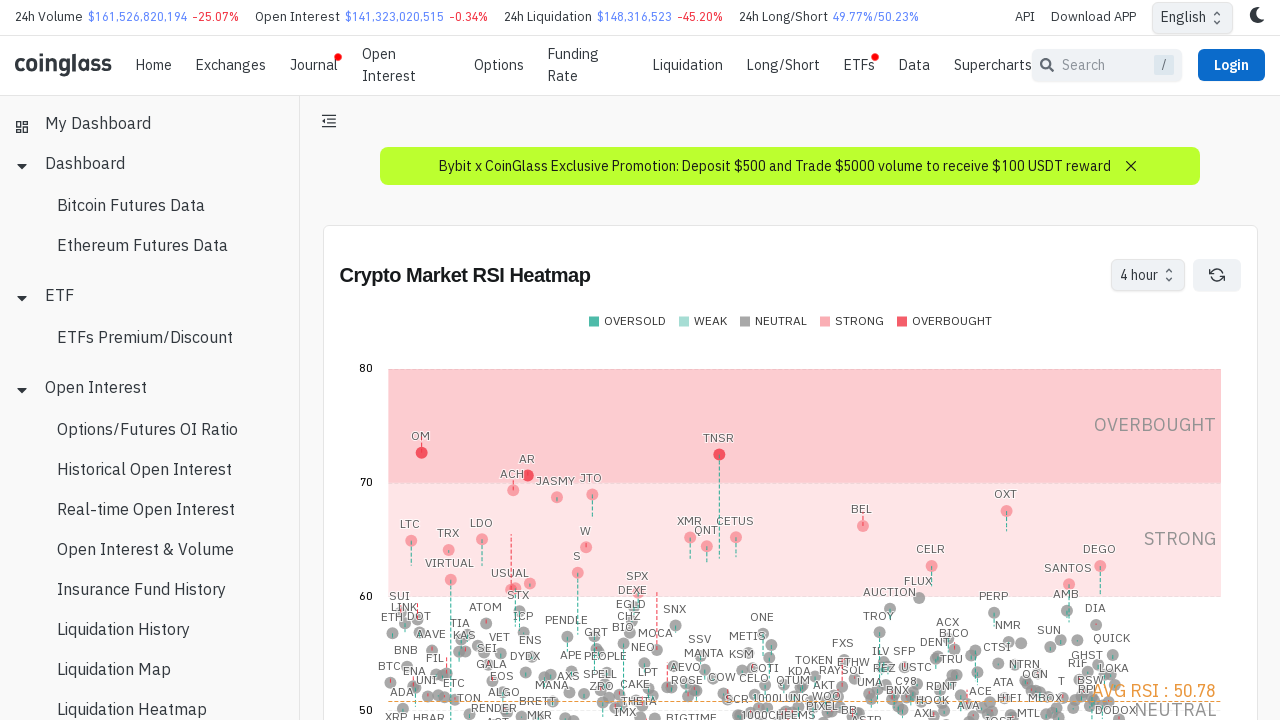 24h Volume $161,526,820,194 -25.07% Open Interest $141,323,020,515 -0.34% 24h Liquidation $148,316,523 -45.20% 24h Long/Short 49.77%/50.23% API Download APP English
coinglass Home Exchanges Journal Open Interest Options Funding Rate Liquidation Long/Short ETFs Data Supercharts Search / Login
My Dashboard
Dashboard
Bitcoin Futures Data
Ethereum Futures Data
ETF
ETFs Premium/Discount
Open Interest
Options/Futures OI Ratio
Historical Open Interest
Real-time Open Interest
Open Interest & Volume
Insurance Fund History
Liquidation History
Liquidation Map
Liquidation Heatmap
Bybit x CoinGlass Exclusive Promotion: Deposit $500 and Trade $5000 volume to receive $100 USDT reward
Crypto Market RSI Heatmap 4 hour
OVERSOLD WEAK NEUTRAL STRONG OVERBOUGHT
80
OVERBOUGHT
OM TNSR
AR
ACH JASMY JTO
70
OXT
BEL
LTC TRX LDO W XMR QNT CETUS
STRONG
VIRTUAL USUAL S CELR DEGO
SPX FLUX SANTOS
60
SUI STX DEXE AUCTION PERP AMB
LINK ATOM EGLD SNX DIA
ETH DOT ICP PENDLE CHZ ONE TROY
TIA BIO ACX NMR SUN
AAVE KAS VET ENS GRT MOCA SSV METIS FXS DENT BICO QUICK
BNB SEI NEO CTSI
FIL DYDX APE PEOPLE MANTA KSM TOKEN ILV SFP TRU GHST
BTC GALA AEVO COTI ETHW NTRN RIF LOKA
ENA EOS AXS SPELL LPT KDA RAYSOL REZ USTC OGN
UNI ETC MANA ZRO CAKE ROSE COW CELO QTUM AKT UMA C98 RDNT ATA T BSW
ADA TON ALGO BRETT THETA SCR 1000LUNC WOO BNX HOOK ACE HIFI MBOX
AVG RSI : 50.78
RENDER MKR IMX PIXEL BB AXL AVA MTL DODOX
NEUTRAL
50
XRP HBAR BIGTIME 1000CHEEMS ASTR